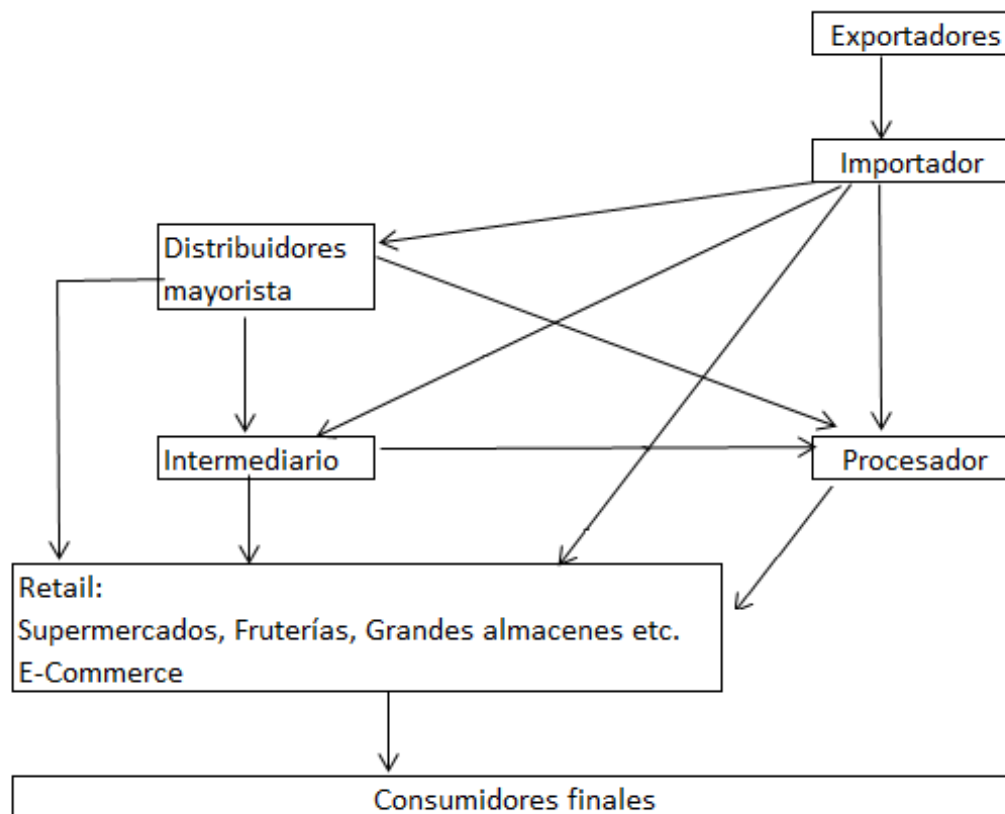 Exportadores
Importador
Distribuidores
mayorista
Intermediario
Procesador
Retail:
Supermercados, Fruterías, Grandes almacenes etc.
E-Commerce
Consumidores finales